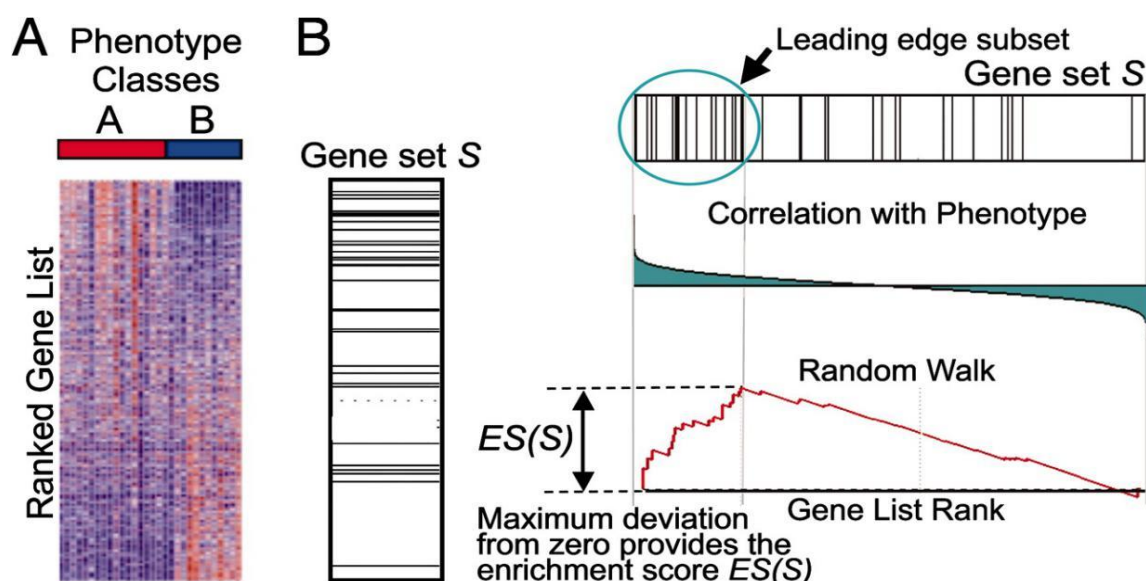 A
Phenotype
Classes
A B
Ranked Gene List
B
Gene set S
Leading edge subset
Gene set S
Correlation with Phenotype
Random Walk
ES(S)
Gene List Rank
Maximum deviation
from zero provides the
enrichment score ES(S)